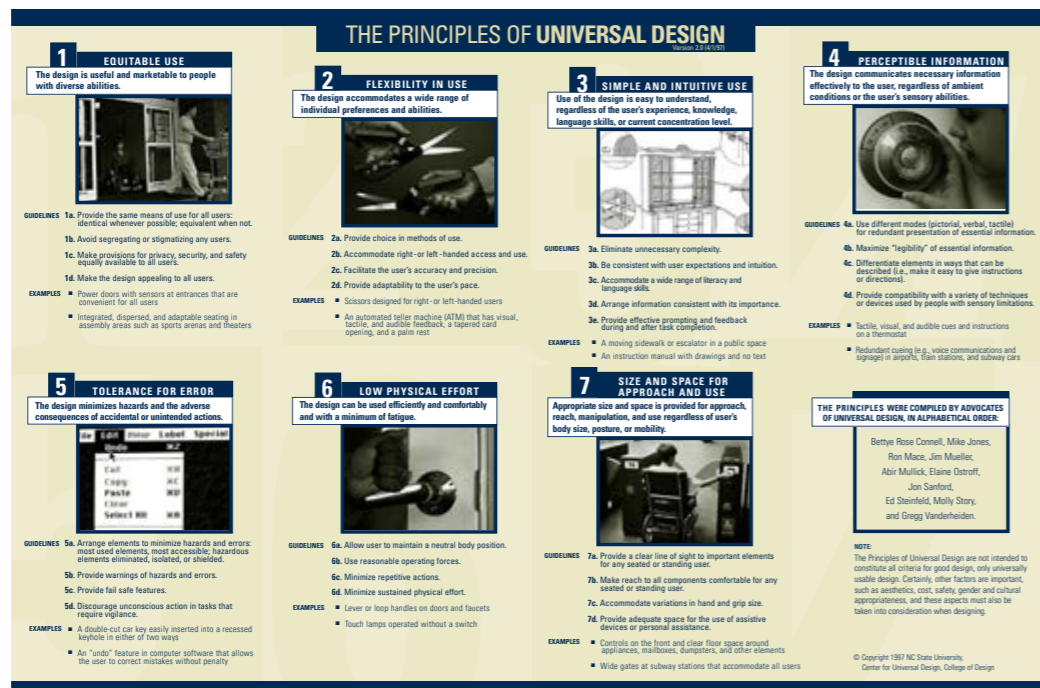 THE PRINCIPLES OF UNIVERSAL DESIGN
Version 2.0 (4/1/97)
1
EQUITABLE USE
The design is useful and marketable to people
with diverse abilities.
GUIDELINES 1a. Provide the same means of use for all users:
identical whenever possible; equivalent when not.
1b. Avoid segregating or stigmatizing any users.
1c. Make provisions for privacy, security, and safety
equally available to all users.
1d. Make the design appealing to all users.
EXAMPLES ■ Power doors with sensors at entrances that are
convenient for all users
■ Integrated, dispersed, and adaptable seating in
assembly areas such as sports arenas and theaters
2
FLEXIBILITY IN USE
The design accommodates a wide range of
individual preferences and abilities.
GUIDELINES 2a. Provide choice in methods of use.
2b. Accommodate right- or left-handed access and use.
2c. Facilitate the user's accuracy and precision.
2d. Provide adaptability to the user's pace.
EXAMPLES ■ Scissors designed for right- or left-handed users
■ An automated teller machine (ATM) that has visual,
tactile, and audible feedback, a tapered card
opening, and a palm rest
3
SIMPLE AND INTUITIVE USE
Use of the design is easy to understand,
regardless of the user's experience, knowledge,
language skills, or current concentration level.
GUIDELINES 3a. Eliminate unnecessary complexity.
3b. Be consistent with user expectations and intuition.
3c. Accommodate a wide range of literacy and
language skills.
3d. Arrange information consistent with its importance.
3e. Provide effective prompting and feedback
during and after task completion.
EXAMPLES ■ A moving sidewalk or escalator in a public space
■ An instruction manual with drawings and no text
4
PERCEPTIBLE INFORMATION
The design communicates necessary information
effectively to the user, regardless of ambient
conditions or the user's sensory abilities.
GUIDELINES 4a. Use different modes (pictorial, verbal, tactile)
for redundant presentation of essential information.
4b. Maximize "legibility" of essential information.
4c. Differentiate elements in ways that can be
described (i.e., make it easy to give instructions
or directions).
4d. Provide compatibility with a variety of techniques
or devices used by people with sensory limitations.
EXAMPLES ■ Tactile, visual, and audible cues and instructions
on a thermostat
■ Redundant cueing (e.g., voice communications and
signage) in airports, train stations, and subway cars
5
TOLERANCE FOR ERROR
The design minimizes hazards and the adverse
consequences of accidental or unintended actions.
Edit Label Special
Undo ⌘Z
Cut
Copy ⌘C
Paste
Clear
Select All
GUIDELINES 5a. Arrange elements to minimize hazards and errors:
most used elements, most accessible; hazardous
elements eliminated, isolated, or shielded.
5b. Provide warnings of hazards and errors.
5c. Provide fail safe features.
5d. Discourage unconscious action in tasks that
require vigilance.
EXAMPLES ■ A double-cut car key easily inserted into a recessed
keyhole in either of two ways
■ An "undo" feature in computer software that allows
the user to correct mistakes without penalty
6
LOW PHYSICAL EFFORT
The design can be used efficiently and comfortably
and with a minimum of fatigue.
GUIDELINES 6a. Allow user to maintain a neutral body position.
6b. Use reasonable operating forces.
6c. Minimize repetitive actions.
6d. Minimize sustained physical effort.
EXAMPLES ■ Lever or loop handles on doors and faucets
■ Touch lamps operated without a switch
7
SIZE AND SPACE FOR
APPROACH AND USE
Appropriate size and space is provided for approach,
reach, manipulation, and use regardless of user's
body size, posture, or mobility.
GUIDELINES 7a. Provide a clear line of sight to important elements
for any seated or standing user.
7b. Make reach to all components comfortable for any
seated or standing user.
7c. Accommodate variations in hand and grip size.
7d. Provide adequate space for the use of assistive
devices or personal assistance.
EXAMPLES ■ Controls on the front and clear floor space around
appliances, mailboxes, dumpsters, and other elements
■ Wide gates at subway stations that accommodate all users
THE PRINCIPLES WERE COMPILED BY ADVOCATES
OF UNIVERSAL DESIGN, IN ALPHABETICAL ORDER:
Bettye Rose Connell, Mike Jones,
Ron Mace, Jim Mueller,
Abir Mullick, Elaine Ostroff,
Jon Sanford,
Ed Steinfeld, Molly Story,
and Gregg Vanderheiden.
NOTE:
The Principles of Universal Design are not intended to
constitute all criteria for good design, only universally
usable design. Certainly, other factors are important,
such as aesthetics, cost, safety, gender and cultural
appropriateness, and these aspects must also be
taken into consideration when designing.
© Copyright 1997 NC State University,
Center for Universal Design, College of Design